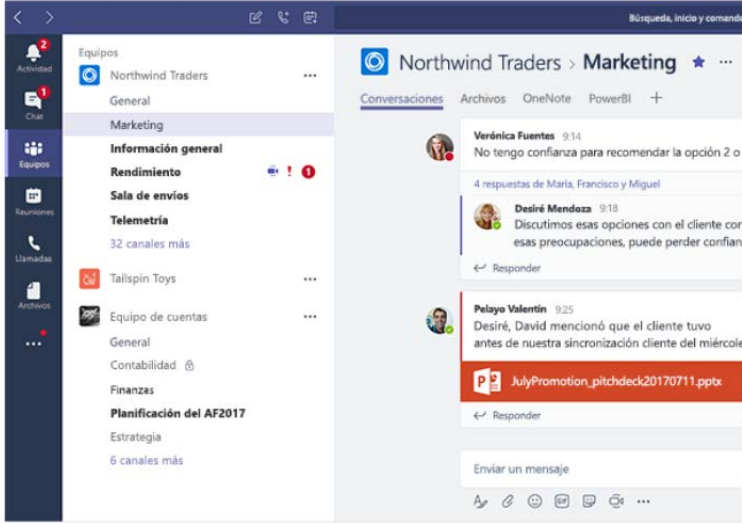 Búsqueda, inicio y comando
2
Actividad
1
Chat
Equipos
Reuniones
Llamadas
Archivos
Equipos
Northwind Traders
General
Marketing
Información general
Rendimiento ! 1
Sala de envíos
Telemetría
32 canales más
Tailspin Toys
Equipo de cuentas
General
Contabilidad
Finanzas
Planificación del AF2017
Estrategia
6 canales más
Northwind Traders > Marketing
Conversaciones Archivos OneNote PowerBI +
Verónica Fuentes 9:14
No tengo confianza para recomendar la opción 2 o
4 respuestas de María, Francisco y Miguel
Desiré Mendoza 9:18
Discutimos esas opciones con el cliente con
esas preocupaciones, puede perder confian
Responder
Pelayo Valentín 9:25
Desiré, David mencionó que el cliente tuvo
antes de nuestra sincronización cliente del miércole
P JulyPromotion_pitchdeck20170711.pptx
Responder
Enviar un mensaje
GIF